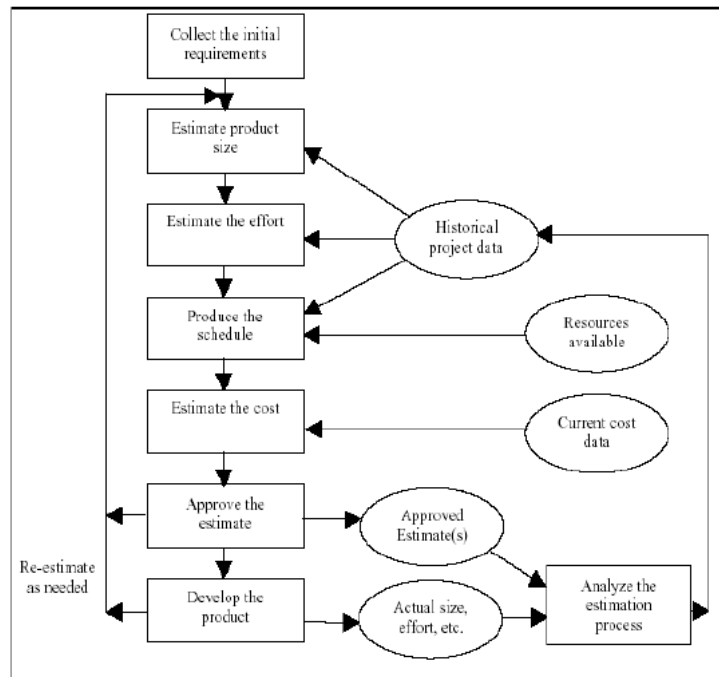 Collect the initial
requirements
Estimate product
size
Estimate the effort
Historical
project data
Produce the
schedule
Resources
available
Estimate the cost
Current cost
data
Approve the
estimate
Approved
Estimate(s)
Re-estimate
as needed
Develop the
product
Actual size,
effort, etc.
Analyze the
estimation
process